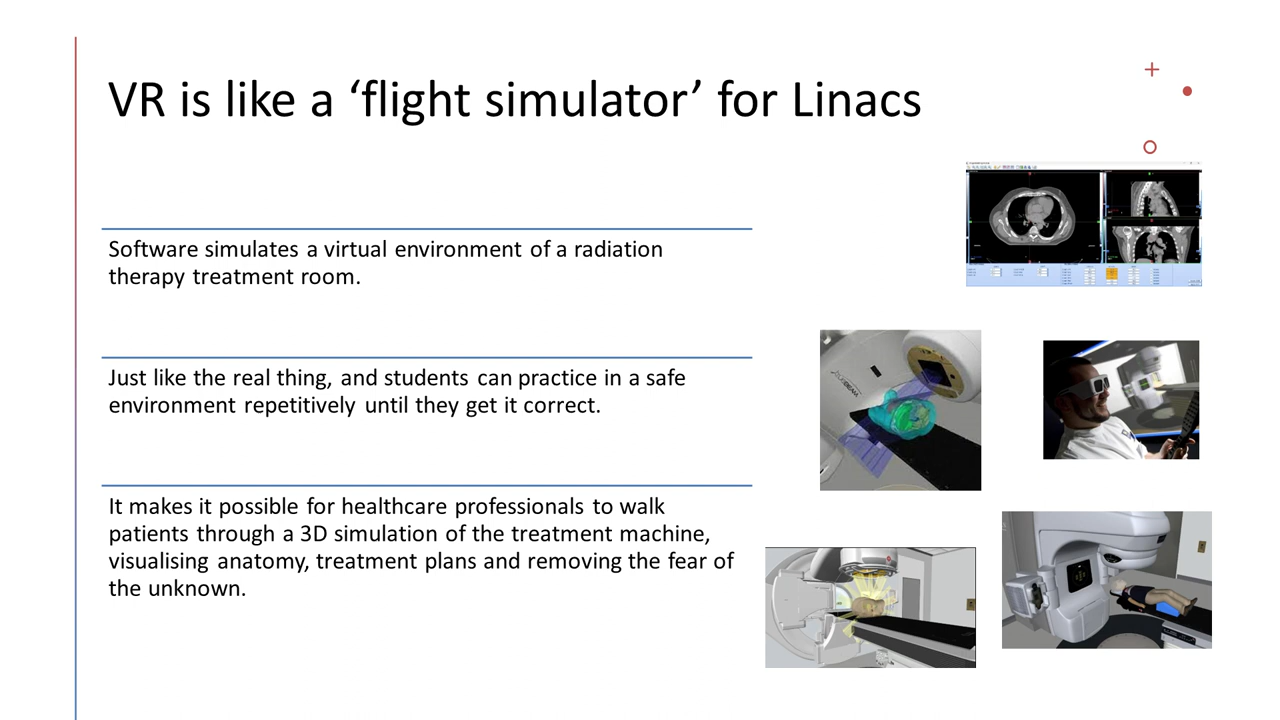 VR is like a ‘flight simulator’ for Linacs
Software simulates a virtual environment of a radiation
therapy treatment room.
Just like the real thing, and students can practice in a safe
environment repetitively until they get it correct.
It makes it possible for healthcare professionals to walk
patients through a 3D simulation of the treatment machine,
visualising anatomy, treatment plans and removing the fear of
the unknown.